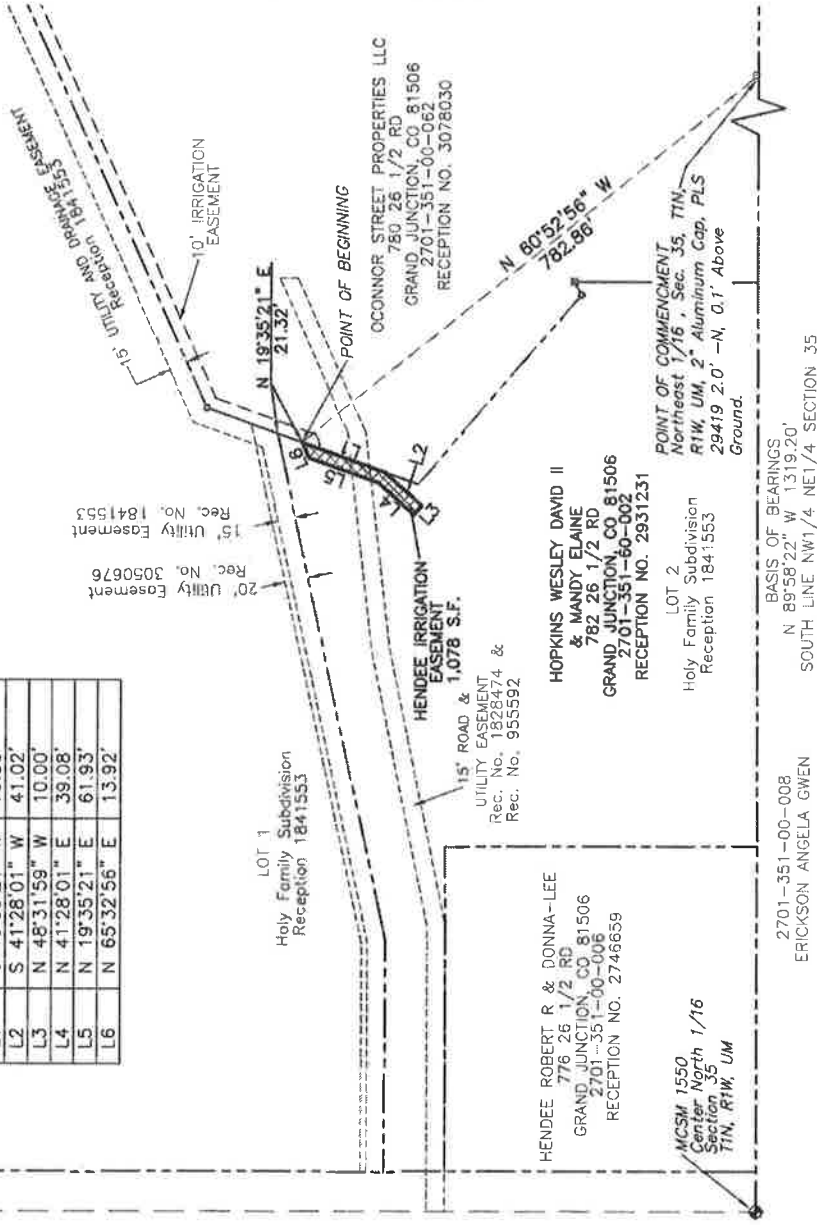 L2 S 41°28'01" W 41.02'
L3 N 48°31'59" W 10.00'
L4 N 41°28'01" E 39.08'
L5 N 19°35'21" E 61.93'
L6 N 65°32'56" E 13.92'
15' UTILITY AND DRAINAGE EASEMENT
Reception 1841553
10' IRRIGATION
EASEMENT
N 19°35'21" E
21.32'
POINT OF BEGINNING
OCONNOR STREET PROPERTIES LLC
780 26 1/2 RD
GRAND JUNCTION, CO 81506
2701-351-00-062
RECEPTION NO. 3078030
15' Utility Easement
Rec. No. 1841553
20' Utility Easement
Rec. No. 3050676
L6
L5
L1
L4
L2
L3
N 60°52'56" W
782.86'
LOT 1
Holy Family Subdivision
Reception 1841553
HENDEE IRRIGATION
EASEMENT
1,078 S.F.
15' ROAD &
UTILITY EASEMENT
Rec. No. 1828474 &
Rec. No. 955592
HOPKINS WESLEY DAVID II
& MANDY ELAINE
782 26 1/2 RD
GRAND JUNCTION, CO 81506
2701-351-60-002
RECEPTION NO. 2931231
LOT 2
Holy Family Subdivision
Reception 1841553
POINT OF COMMENCMENT
Northeast 1/16 , Sec. 35, T1N,
R1W, UM, 2" Aluminum Cap, PLS
29419 2.0' -N, 0.1' Above
Ground.
HENDEE ROBERT R & DONNA-LEE
776 26 1/2 RD
GRAND JUNCTION, CO 81506
2701-351-00-006
RECEPTION NO. 2746659
MCSM 1550
Center North 1/16
Section 35
T1N, R1W, UM
BASIS OF BEARINGS
N 89°58'22" W 1319.20'
SOUTH LINE NW1/4 NE1/4 SECTION 35
2701-351-00-008
ERICKSON ANGELA GWEN